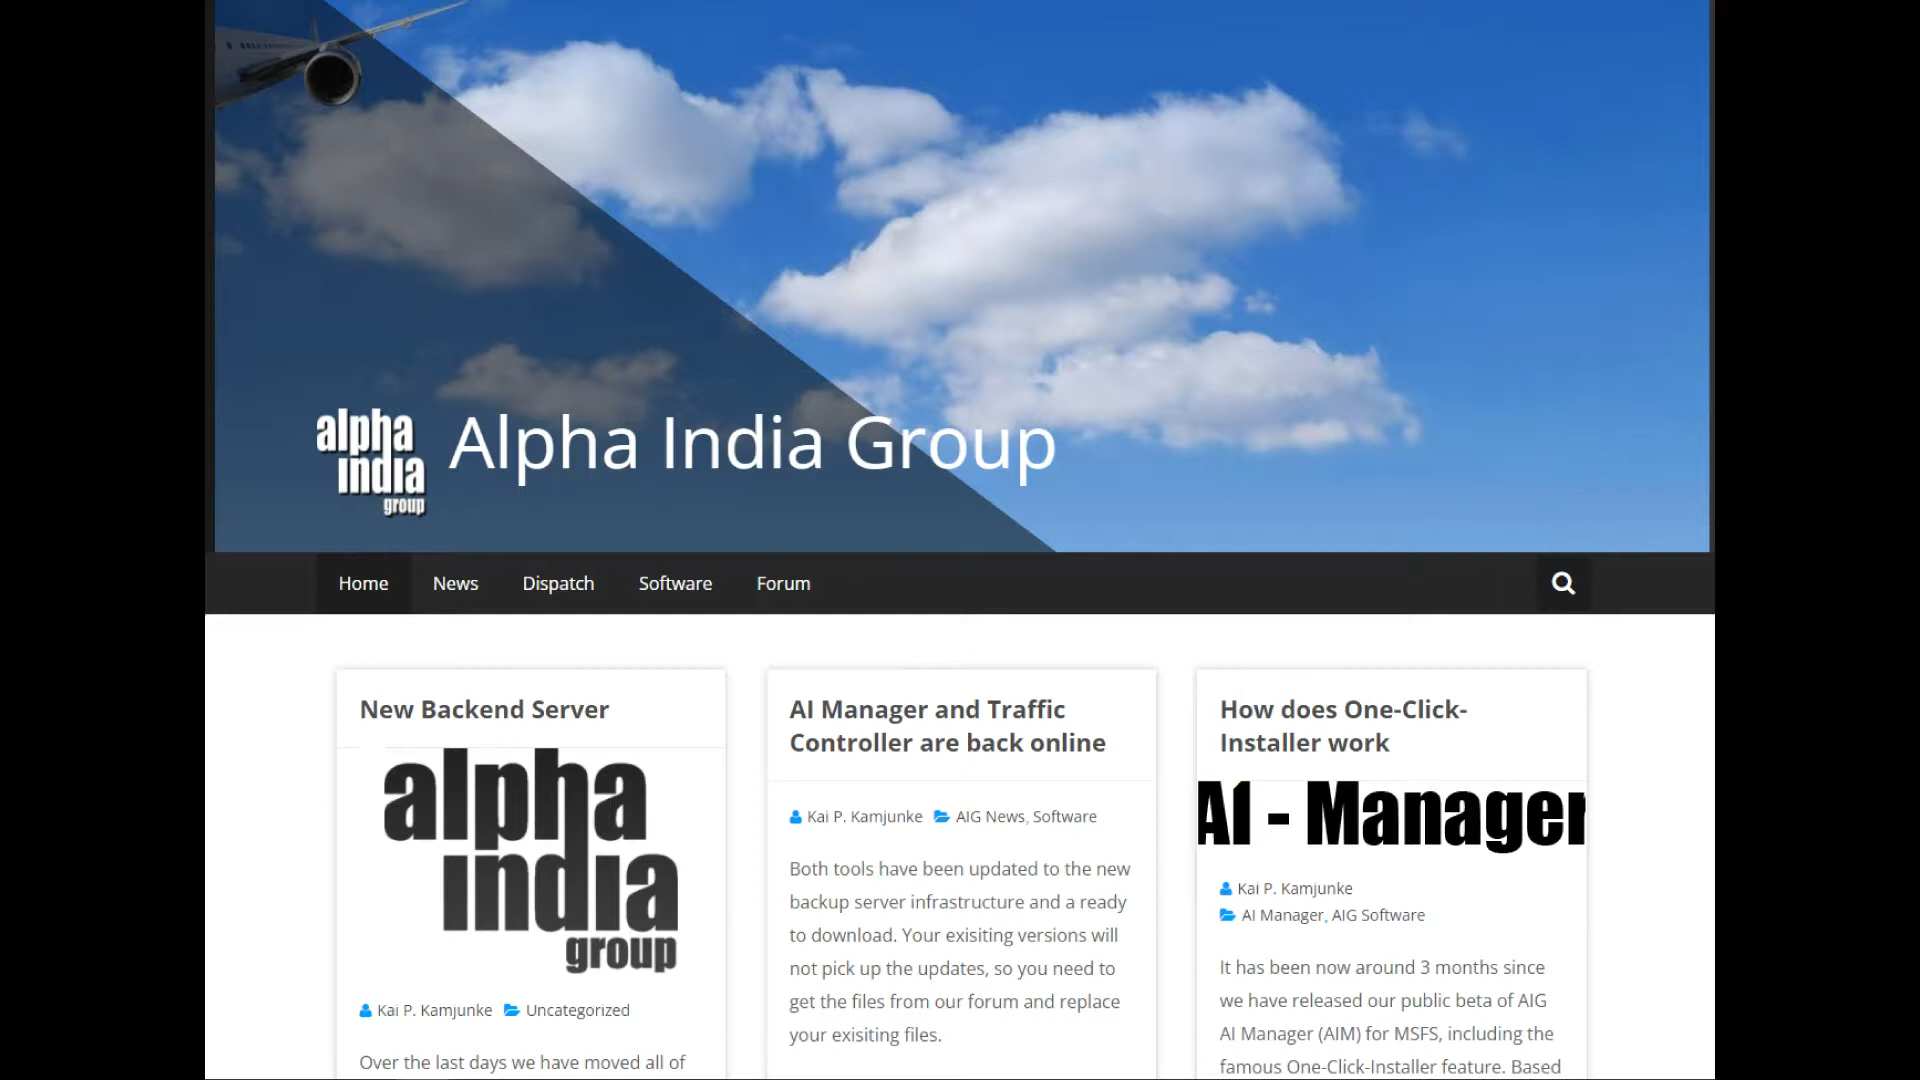 alpha
india
group
Alpha India Group
Home News Dispatch Software Forum
New Backend Server
alpha
india
group
Kai P. Kamjunke Uncategorized
Over the last days we have moved all of
AI Manager and Traffic
Controller are back online
Kai P. Kamjunke AIG News, Software
Both tools have been updated to the new
backup server infrastructure and a ready
to download. Your exisiting versions will
not pick up the updates, so you need to
get the files from our forum and replace
your exisiting files.
How does One-Click-
Installer work
AI - Manager
Kai P. Kamjunke
AI Manager, AIG Software
It has been now around 3 months since
we have released our public beta of AIG
AI Manager (AIM) for MSFS, including the
famous One-Click-Installer feature. Based